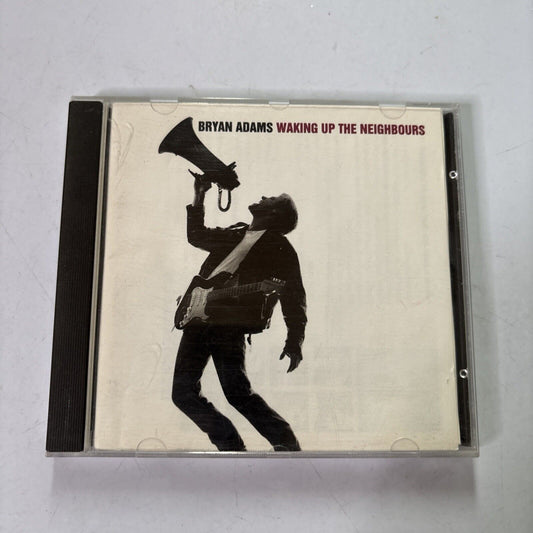 BRYAN ADAMS WAKING UP THE NEIGHBOURS